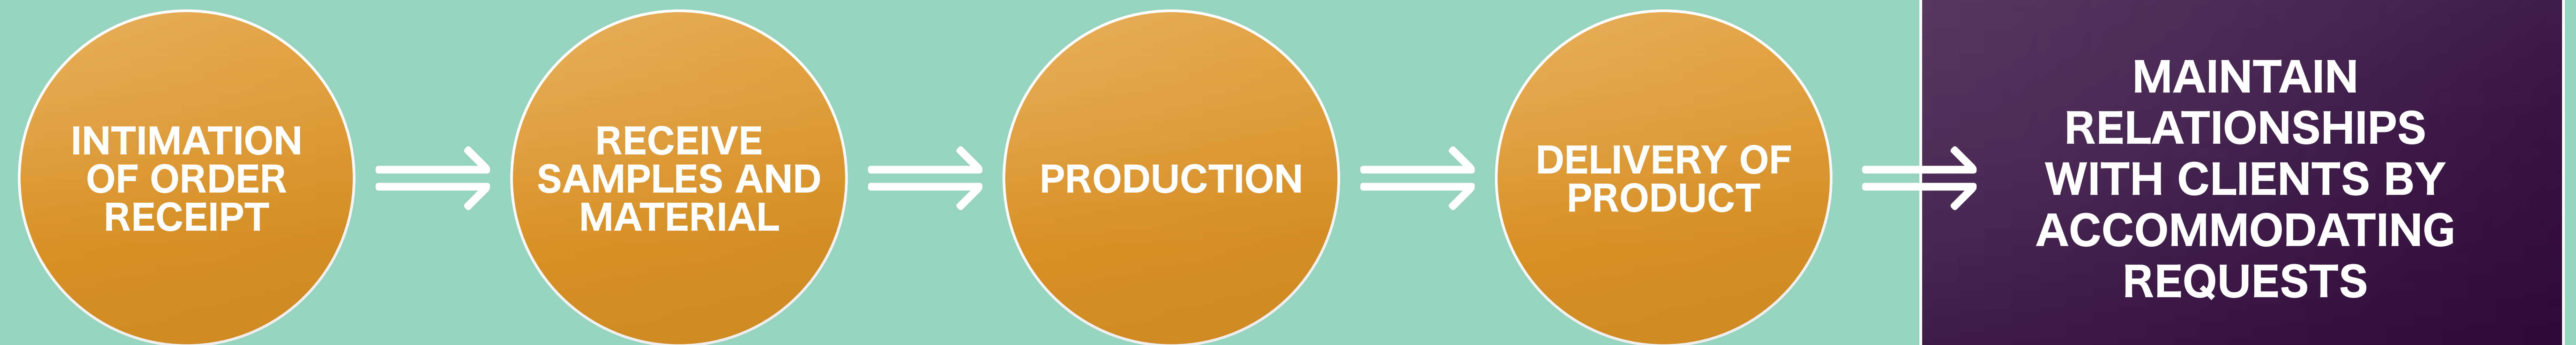 INTIMATION
OF ORDER
RECEIPT
RECEIVE
SAMPLES AND
MATERIAL
PRODUCTION
DELIVERY OF
PRODUCT
MAINTAIN
RELATIONSHIPS
WITH CLIENTS BY
ACCOMMODATING
REQUESTS